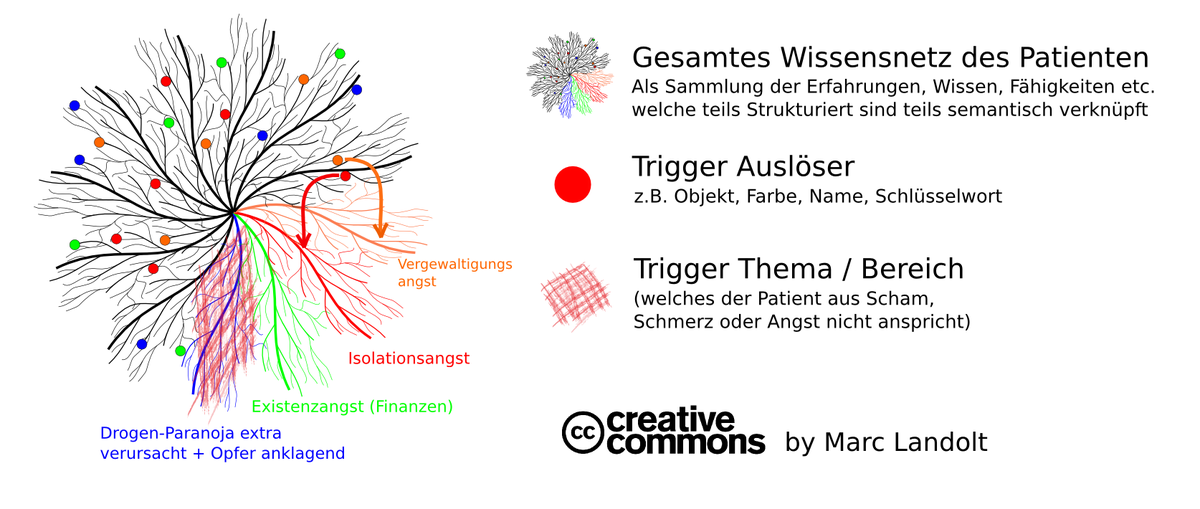 Gesamtes Wissensnetz des Patienten
Als Sammlung der Erfahrungen, Wissen, Fähigkeiten etc.
welche teils Strukturiert sind teils semantisch verknüpft
Trigger Auslöser
z.B. Objekt, Farbe, Name, Schlüsselwort
Trigger Thema / Bereich
(welches der Patient aus Scham,
Schmerz oder Angst nicht anspricht)
Vergewaltigungs
angst
Isolationsangst
Existenzangst (Finanzen)
Drogen-Paranoja extra
verursacht + Opfer anklagend
cc creative
commons by Marc Landolt